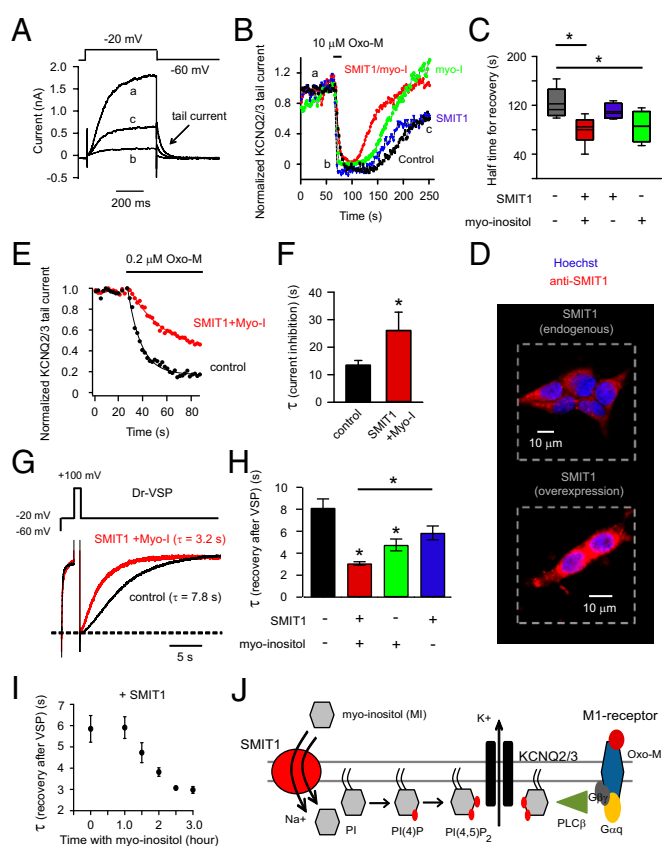 A
-20 mV
-60 mV
Current (nA)
2.0
1.5
1.0
0.5
0.0
-0.5
a
c
b
tail current
200 ms
B
10 μM Oxo-M
Normalized KCNQ2/3 tail current
1.2
0.8
0.4
0
a
b
c
SMIT1/myo-I
myo-I
SMIT1
Control
0 50 100 150 200 250
Time (s)
C
Half time for recovery (s)
200
160
120
80
40
* 
*
SMIT1 - + + -
myo-inositol - + - +
D
Hoechst
anti-SMIT1
SMIT1
(endogenous)
10 μm
SMIT1
(overexpression)
10 μm
E
0.2 μM Oxo-M
Normalized KCNQ2/3 tail current
1.0
0.8
0.6
0.4
0.2
0
SMIT1+Myo-I
control
0 20 40 60 80
Time (s)
F
τ (current inhibition) (s)
40
30
20
10
0
*
control
SMIT1
+Myo-I
G
+100 mV
Dr-VSP
-20 mV
-60 mV
SMIT1 +Myo-I (τ = 3.2 s)
control (τ = 7.8 s)
5 s
H
τ (recovery after VSP) (s)
10
8
6
4
2
0
*
* *
SMIT1 - + - +
myo-inositol - + + -
I
+ SMIT1
τ (recovery after VSP) (s)
7
6
5
4
3
2
0 1.0 2.0 3.0
Time with myo-inositol (hour)
J
myo-inositol (MI)
SMIT1
Na+
PI
PI(4)P
PI(4,5)P2
K+
KCNQ2/3
M1-receptor
Oxo-M
Gβγ
PLCβ
Gαq